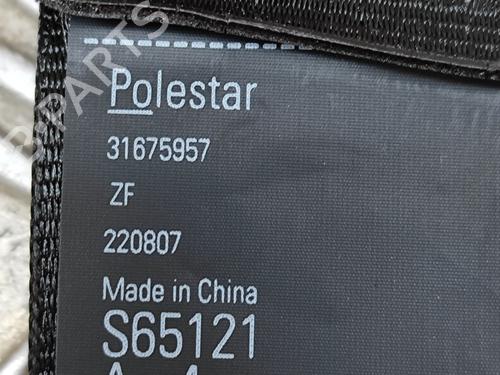 Polestar
31675957
ZF
220807
Made in China
S65121